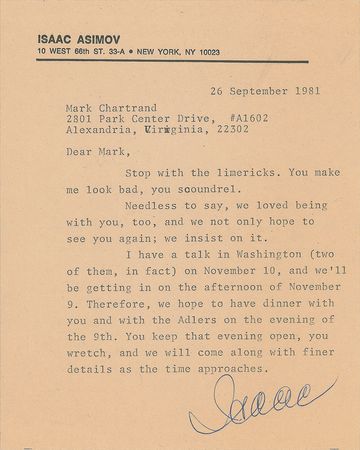 ISAAC ASIMOV
10 WEST 66th ST. 33-A • NEW YORK, NY 10023
26 September 1981
Mark Chartrand
2801 Park Center Drive, #A1602
Alexandria, Virginia, 22302
Dear Mark,
Stop with the limericks. You make
me look bad, you scoundrel.
Needless to say, we loved being
with you, too, and we not only hope to
see you again; we insist on it.
I have a talk in Washington (two
of them, in fact) on November 10, and we'll
be getting in on the afternoon of November
9. Therefore, we hope to have dinner with
you and with the Adlers on the evening of
the 9th. You keep that evening open, you
wretch, and we will come along with finer
details as the time approaches.
Isaac